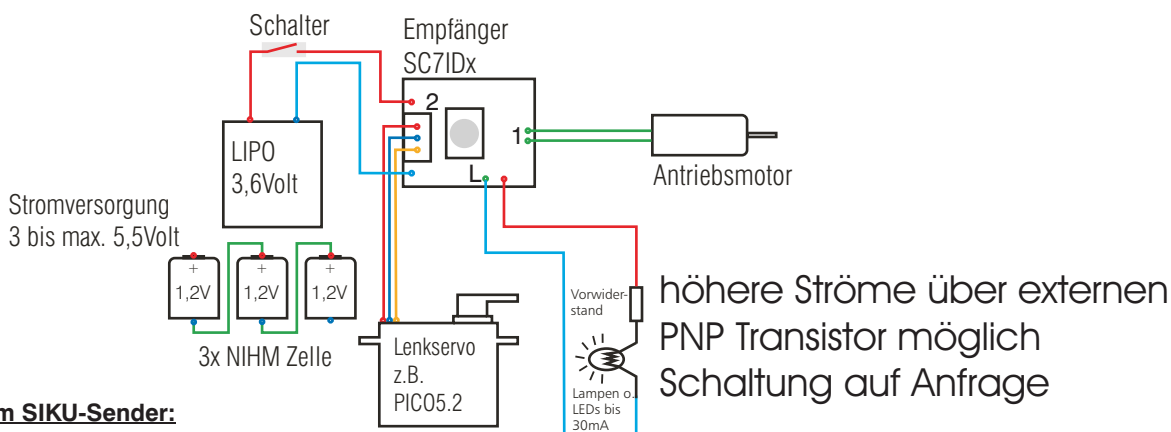 Schalter
Empfänger
SC7IDx
2
1
L
LIPO
3,6Volt
Antriebsmotor
Stromversorgung
3 bis max. 5,5Volt
+
+
+
1,2V
1,2V
1,2V
3x NIHM Zelle
Lenkservo
z.B.
PICO5.2
Vorwider-
stand
Lampen o.
LEDs bis
30mA
höhere Ströme über externen
PNP Transistor möglich
Schaltung auf Anfrage
m SIKU-Sender: